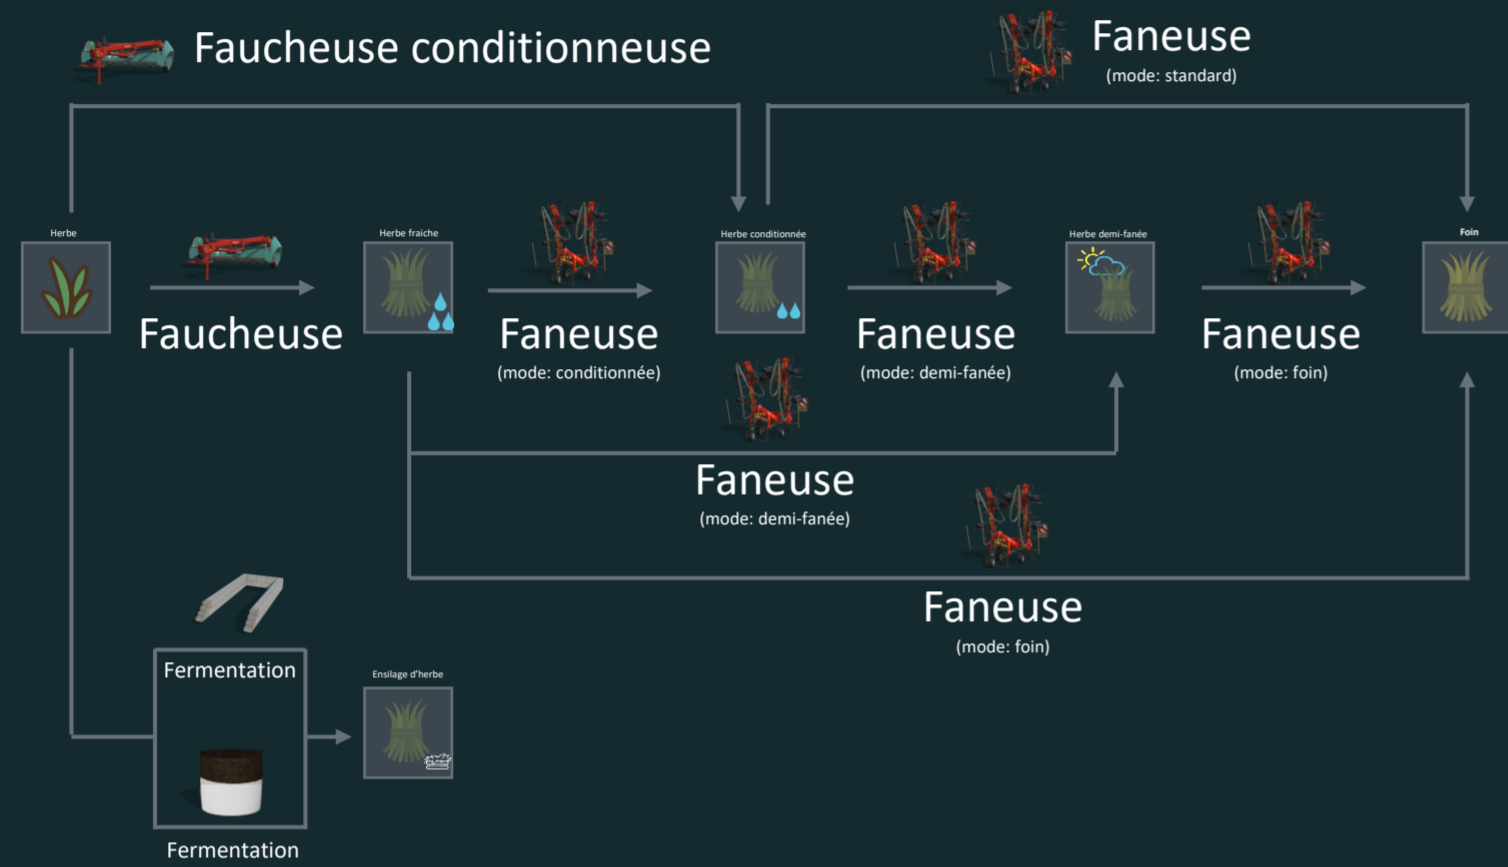 Faucheuse conditionneuse
Faneuse
(mode: standard)
Herbe
Herbe fraiche
Herbe conditionnée
Herbe demi-fanée
Foin
Faucheuse
Faneuse
(mode: conditionnée)
Faneuse
(mode: demi-fanée)
Faneuse
(mode: foin)
Faneuse
(mode: demi-fanée)
Faneuse
(mode: foin)
Fermentation
Ensilage d'herbe
Fermentation